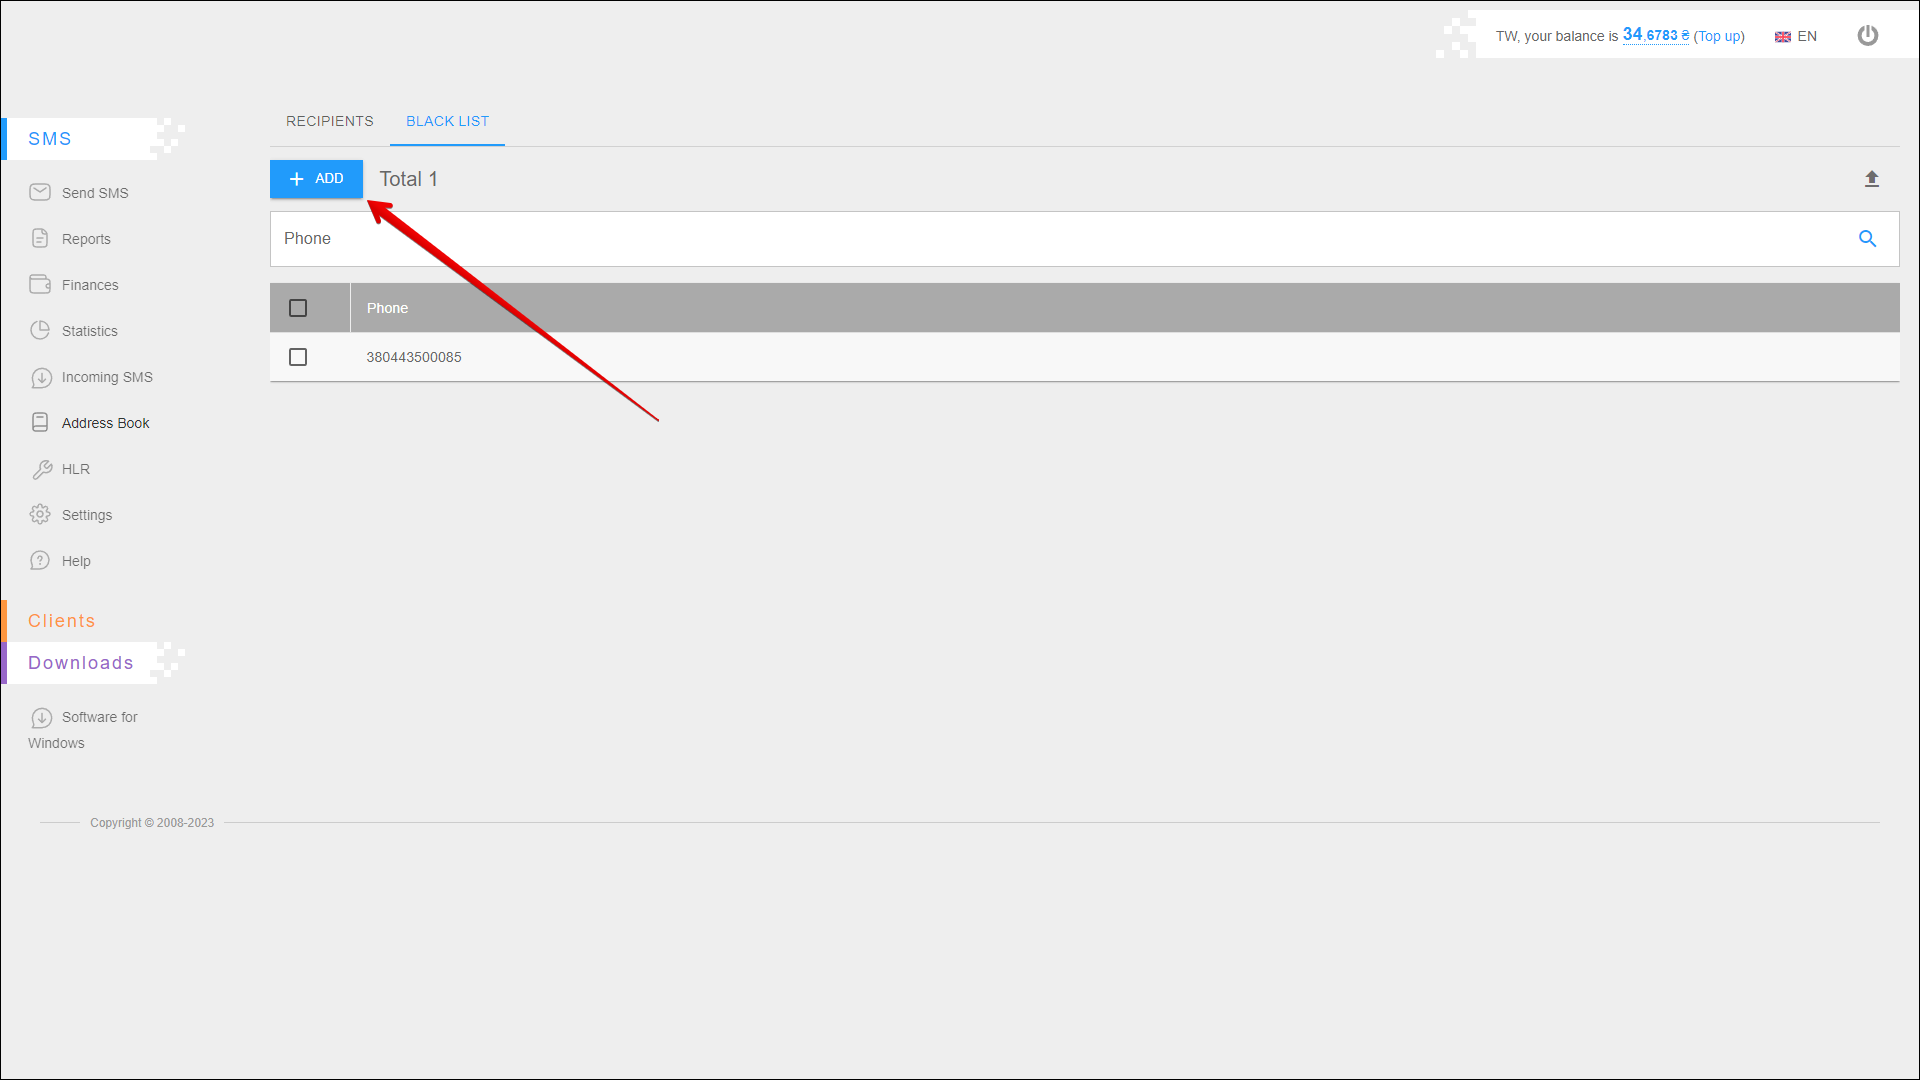 TW, your balance is 34,6783 ₴ (Top up)
EN
SMS
Send SMS
Reports
Finances
Statistics
Incoming SMS
Address Book
HLR
Settings
Help
Clients
Downloads
Software for
Windows
RECIPIENTS
BLACK LIST
ADD
Total 1
Phone
Phone
380443500085
Copyright © 2008-2023